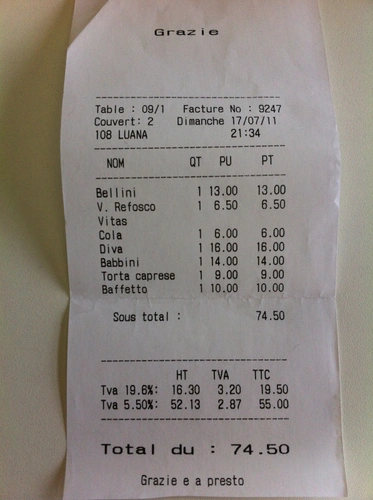 Grazie
Table : 09/1 Facture No : 9247
Couvert: 2 Dimanche 17/07/11
108 LUANA 21:34
NOM QT PU PT
Bellini 1 13.00 13.00
V. Refosco 1 6.50 6.50
Vitas
Cola 1 6.00 6.00
Diva 1 16.00 16.00
Babbini 1 14.00 14.00
Torta caprese 1 9.00 9.00
Baffetto 1 10.00 10.00
Sous total : 74.50
HT TVA TTC
Tva 19.6%: 16.30 3.20 19.50
Tva 5.50%: 52.13 2.87 55.00
Total du : 74.50
Grazie e a presto